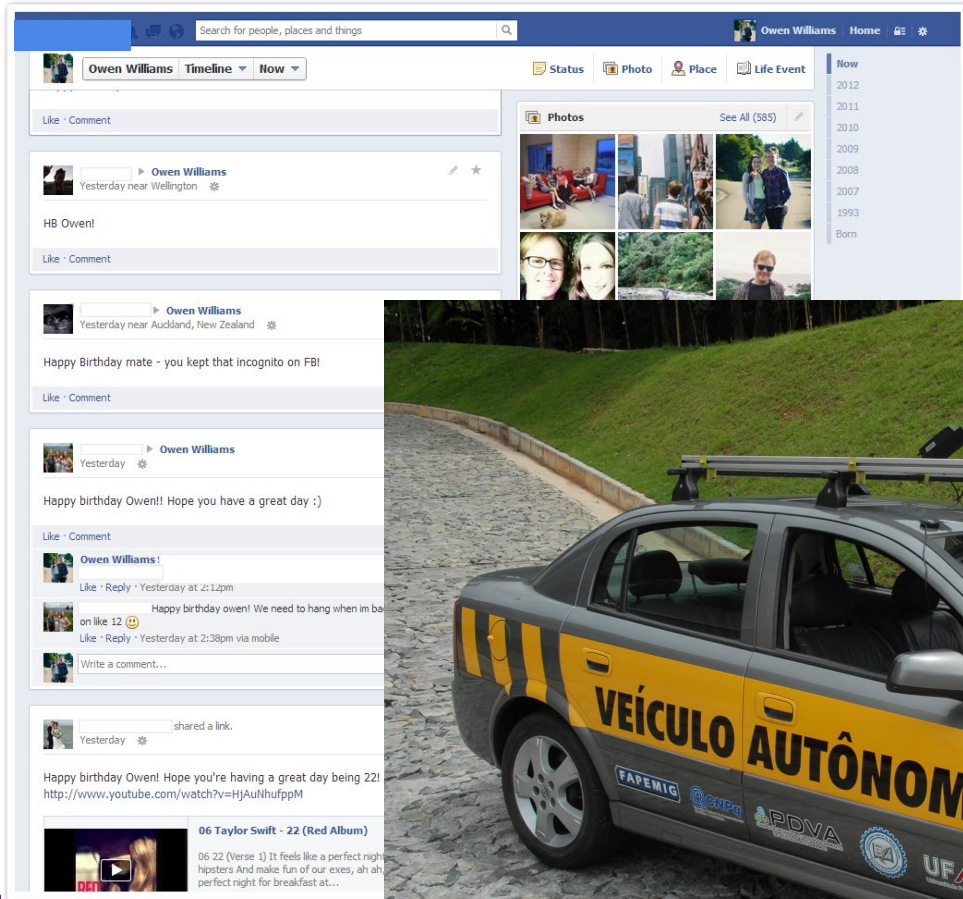 Search for people, places and things
Owen Williams Home
Owen Williams Timeline Now
Status Photo Place Life Event
Now
2012
2011
2010
2009
2008
2007
1993
Born
Like · Comment
Photos See All (585)
Owen Williams
Yesterday near Wellington
HB Owen!
Like · Comment
Owen Williams
Yesterday near Auckland, New Zealand
Happy Birthday mate - you kept that incognito on FB!
Like · Comment
Owen Williams
Yesterday
Happy birthday Owen!! Hope you have a great day :)
Like · Comment
Owen Williams
Like · Reply · Yesterday at 2:12pm
Happy birthday owen! We need to hang when im ba
on like 12
Like · Reply · Yesterday at 2:38pm via mobile
Write a comment...
shared a link.
Yesterday
Happy birthday Owen! Hope you're having a great day being 22!
http://www.youtube.com/watch?v=HjAuNhufppM
06 Taylor Swift - 22 (Red Album)
06 22 (Verse 1) It feels like a perfect night
hipsters And make fun of our exes, ah ah,
perfect night for breakfast at...
RED
VEÍCULO AUTÔNOM
FAPEMIG
CNPq
PDVA
UF